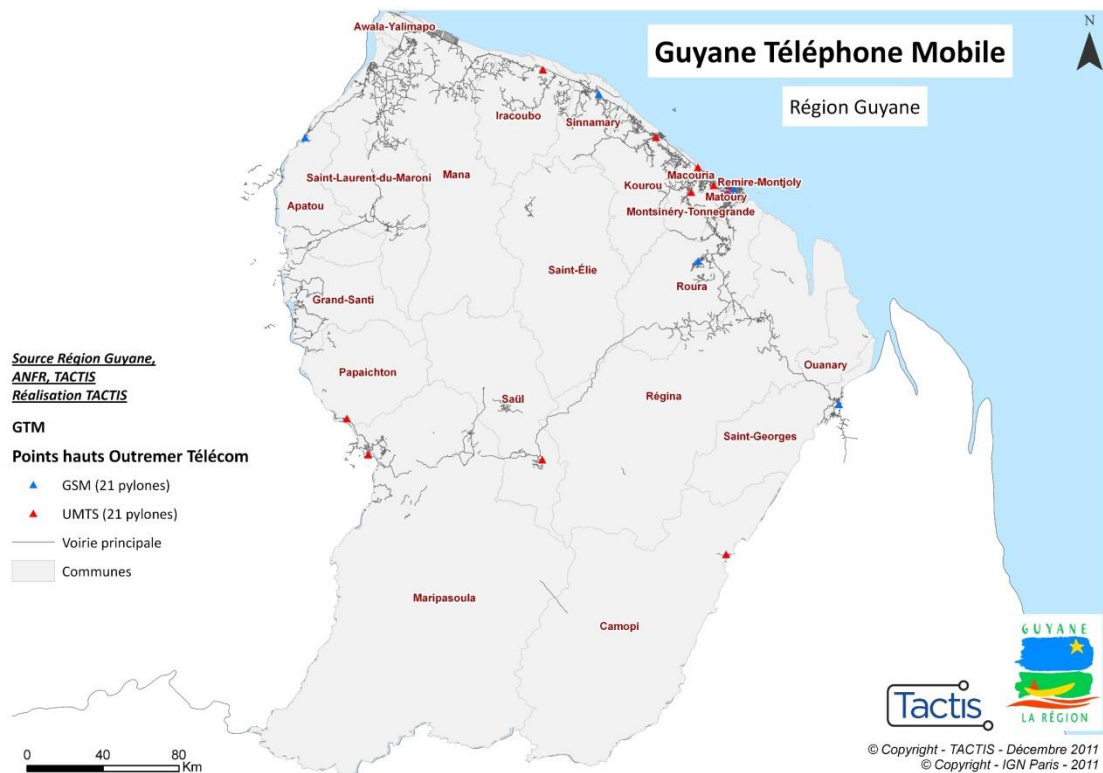 Guyane Téléphone Mobile
Région Guyane
N
Awala-Yalimapo
Iracoubo
Sinnamary
Saint-Laurent-du-Maroni
Mana
Kourou
Macouria
Remire-Montjoly
Matoury
Montsinéry-Tonnegrande
Apatou
Saint-Élie
Roura
Grand-Santi
Papaichton
Ouanary
Saül
Régina
Saint-Georges
Maripasoula
Camopi
Source Région Guyane,
ANFR, TACTIS
Réalisation TACTIS
GTM
Points hauts Outremer Télécom
GSM (21 pylones)
UMTS (21 pylones)
Voirie principale
Communes
0 40 80
Km
Tactis
GUYANE
LA RÉGION
© Copyright - TACTIS - Décembre 2011
© Copyright - IGN Paris - 2011